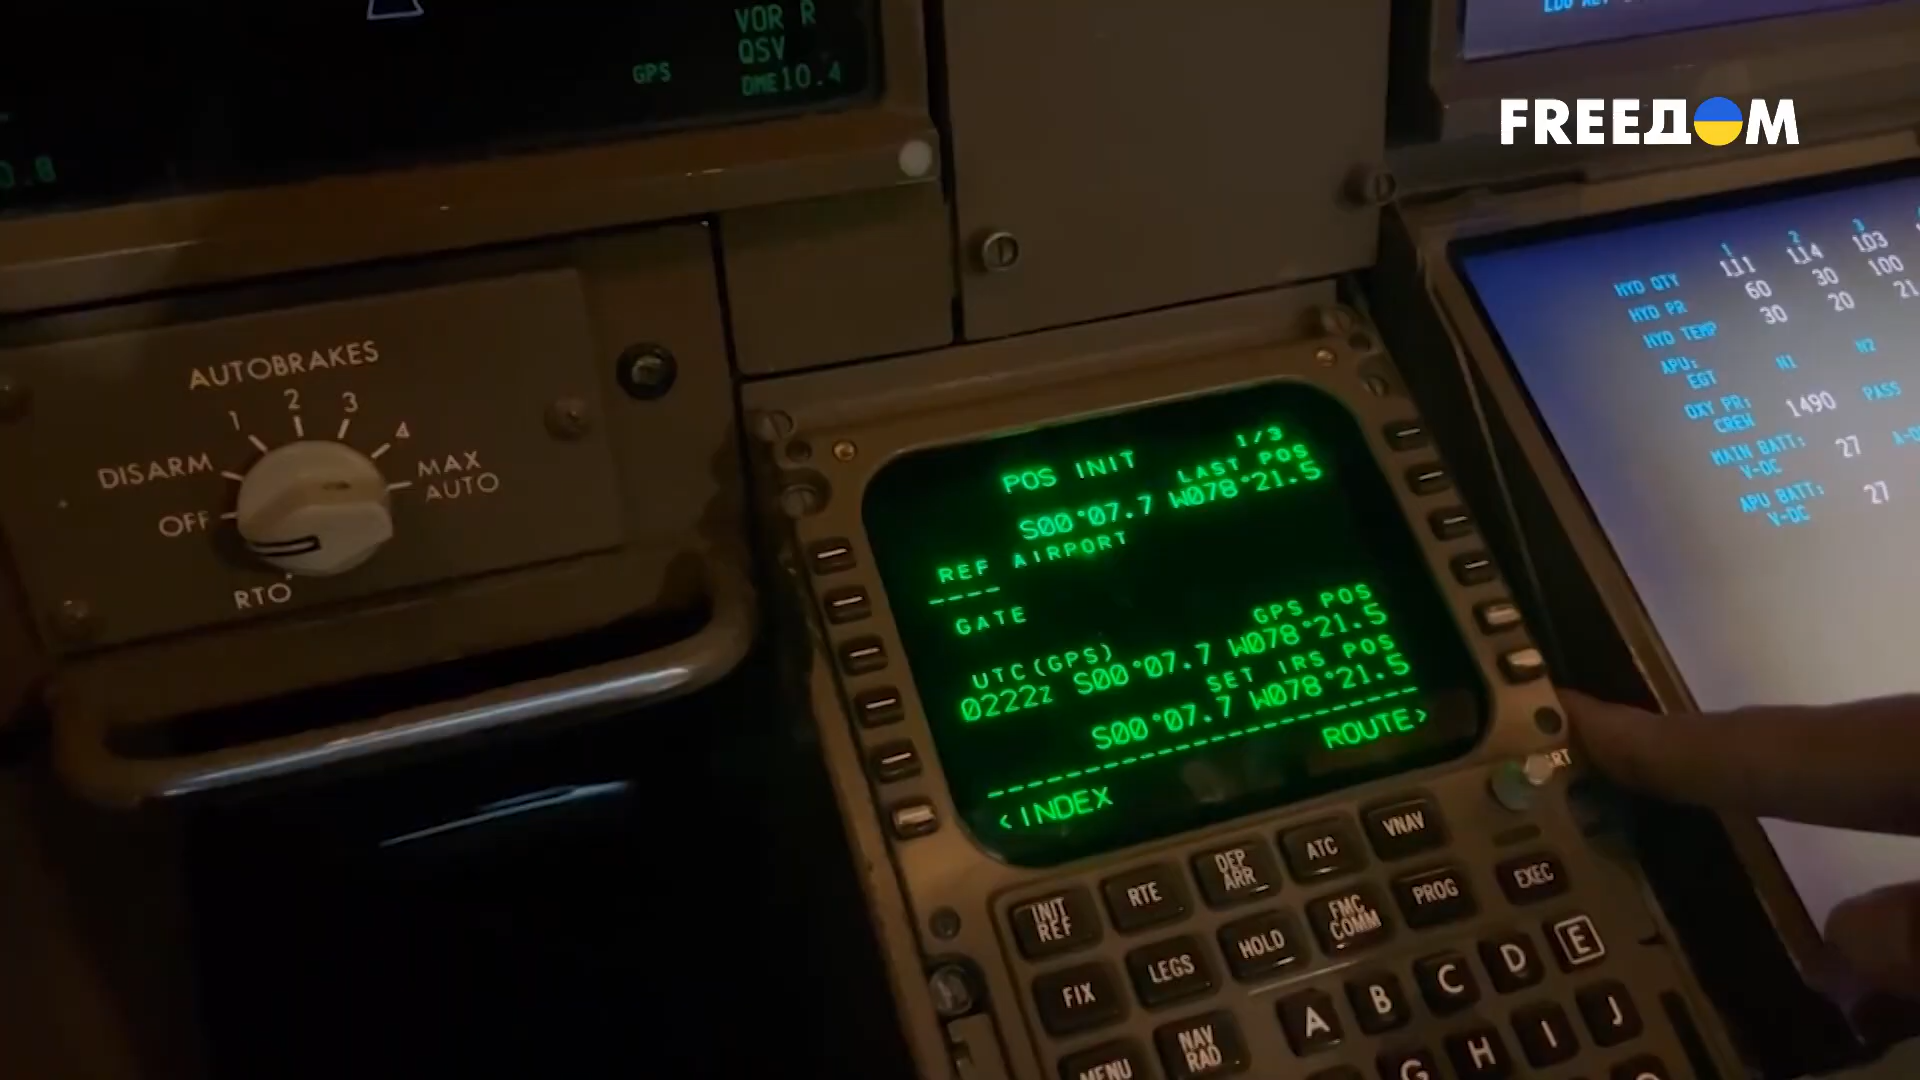 VOR R
QSV
GPS
DME10.4
FREEДOM
AUTOBRAKES
1 2 3 4
DISARM
MAX
AUTO
OFF
RTO
POS INIT 1/3
LAST POS
S00°07.7 W078°21.5
REF AIRPORT
----
GATE
GPS POS
UTC(GPS)
0222z S00°07.7 W078°21.5
SET IRS POS
S00°07.7 W078°21.5
ROUTE>
<INDEX
1 2 3
HYD QTY 111 114 103
HYD PR 60 30 100
HYD TEMP 30 20 21
APU: N1 N2
EGT
OXY PR:
CREW 1490 PASS
MAIN BATT:
V-DC 27
APU BATT:
V-DC 27
INIT REF RTE DEP ARR ATC VNAV
FIX LEGS HOLD FMC COMM PROG EXEC
MENU NAV RAD
A B C D E
G H I J